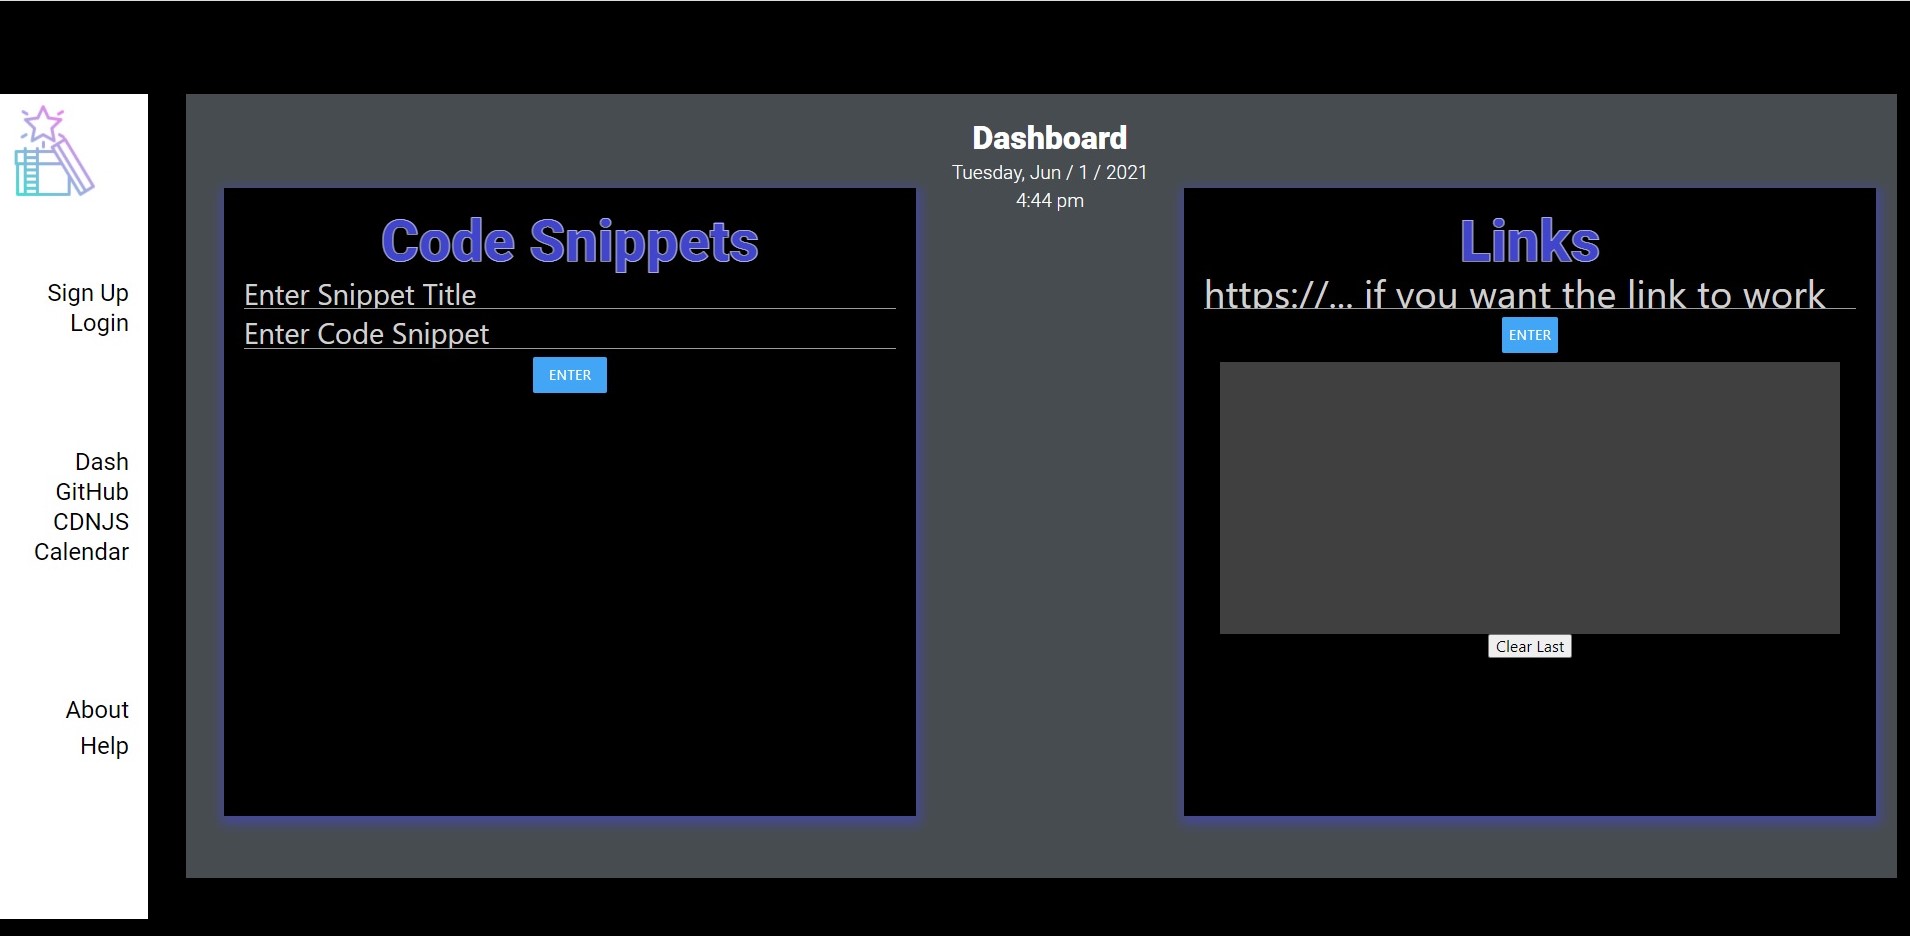 Sign Up
Login
Dash
GitHub
CDNJS
Calendar
About
Help
Dashboard
Tuesday, Jun / 1 / 2021
4:44 pm
Code Snippets
Enter Snippet Title
Enter Code Snippet
ENTER
Links
https://... if you want the link to work
ENTER
Clear Last